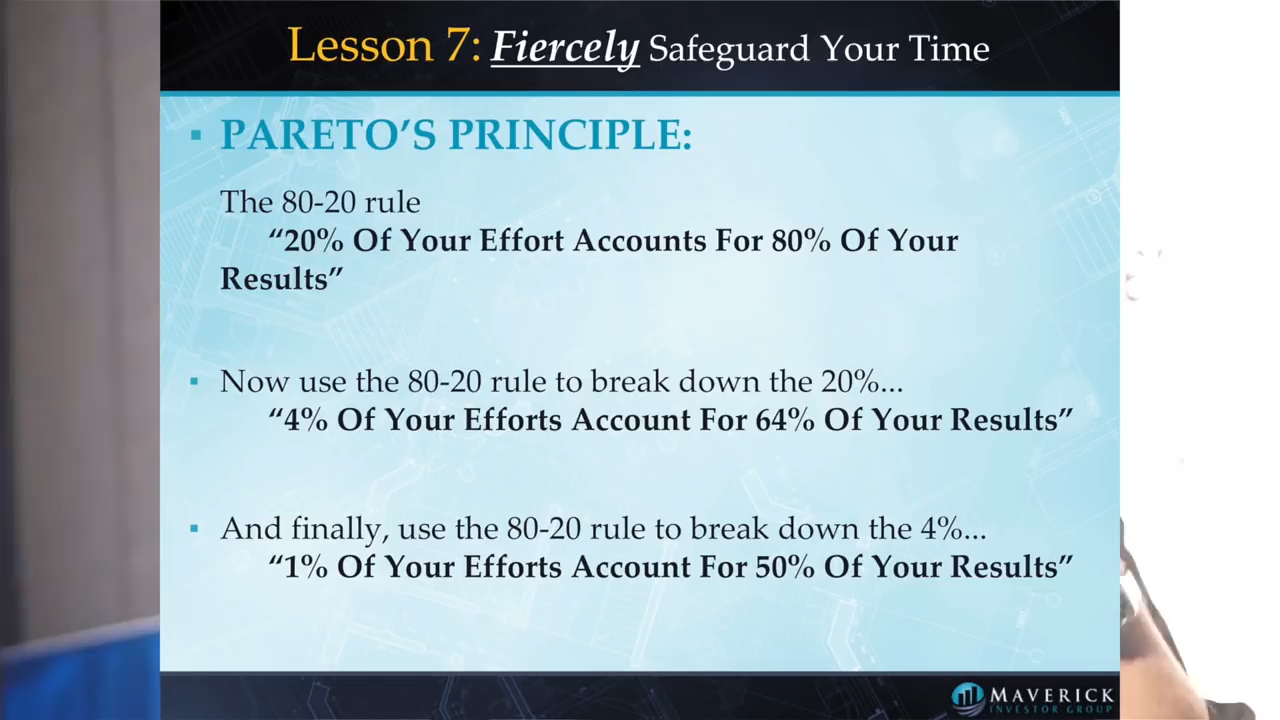 Lesson 7: Fiercely Safeguard Your Time
▪ PARETO’S PRINCIPLE:
The 80-20 rule
“20% Of Your Effort Accounts For 80% Of Your
Results”
▪ Now use the 80-20 rule to break down the 20%...
“4% Of Your Efforts Account For 64% Of Your Results”
▪ And finally, use the 80-20 rule to break down the 4%...
“1% Of Your Efforts Account For 50% Of Your Results”
MAVERICK
INVESTOR GROUP